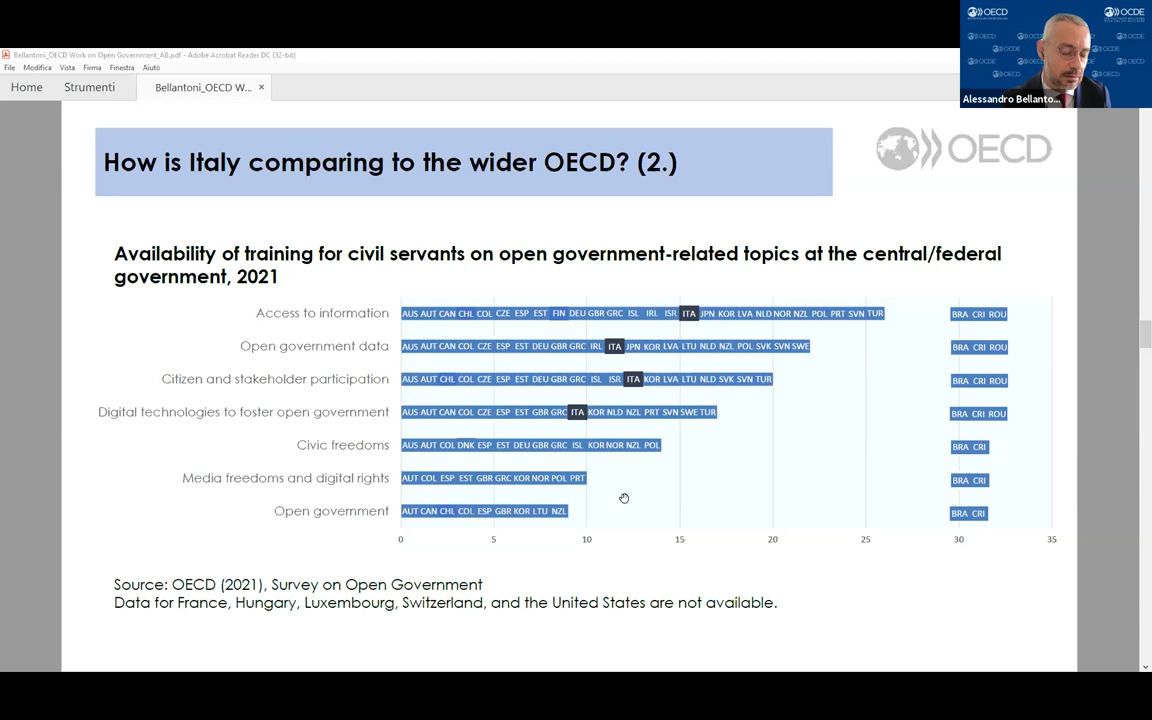 Bellantoni_OECD Work on Open Government_AB.pdf - Adobe Acrobat Reader DC (32-bit)
File Modifica Vista Firma Finestra Aiuto
Home Strumenti Bellantoni_OECD W... ×
OECD OCDE
Alessandro Bellanto...
How is Italy comparing to the wider OECD? (2.)
OECD
Availability of training for civil servants on open government-related topics at the central/federal
government, 2021
Access to information AUS AUT CAN CHL COL CZE ESP EST FIN DEU GBR GRC ISL IRL ISR ITA JPN KOR LVA NLD NOR NZL POL PRT SVN TUR BRA CRI ROU
Open government data AUS AUT CAN COL CZE ESP EST DEU GBR GRC IRL ITA JPN KOR LVA LTU NLD NZL POL SVK SVN SWE BRA CRI ROU
Citizen and stakeholder participation AUS AUT CHL COL CZE ESP EST DEU GBR GRC ISL ISR ITA KOR LVA LTU NLD SVK SVN TUR BRA CRI ROU
Digital technologies to foster open government AUS AUT CAN COL CZE ESP EST GBR GRC ITA KOR NLD NZL PRT SVN SWE TUR BRA CRI ROU
Civic freedoms AUS AUT COL DNK ESP EST DEU GBR GRC ISL KOR NOR NZL POL BRA CRI
Media freedoms and digital rights AUT COL ESP EST GBR GRC KOR NOR POL PRT BRA CRI
Open government AUT CAN CHL COL ESP GBR KOR LTU NZL BRA CRI
0 5 10 15 20 25 30 35
Source: OECD (2021), Survey on Open Government
Data for France, Hungary, Luxembourg, Switzerland, and the United States are not available.